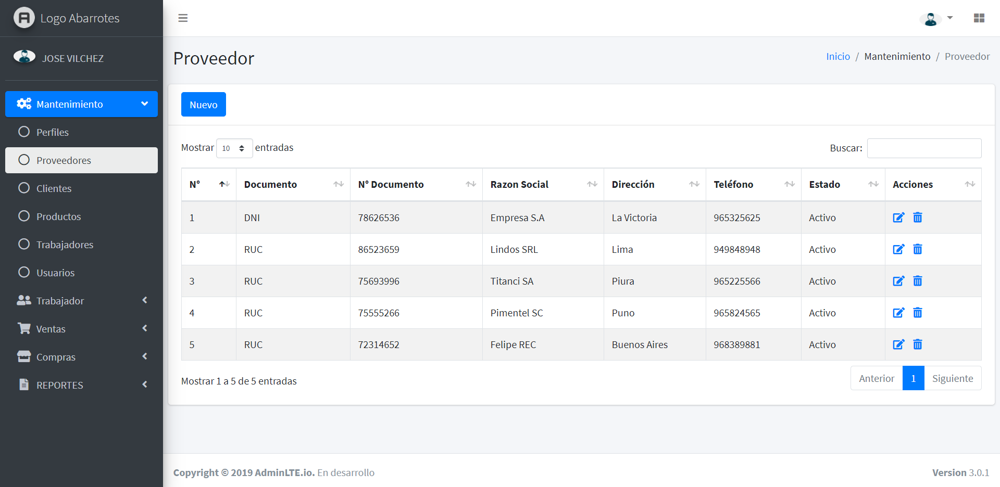 Logo Abarrotes
JOSE VILCHEZ
Mantenimiento
Perfiles
Proveedores
Clientes
Productos
Trabajadores
Usuarios
Trabajador
Ventas
Compras
REPORTES
Proveedor
Inicio / Mantenimiento / Proveedor
Nuevo
Mostrar 10 entradas
Buscar:
N° Documento N° Documento Razon Social Dirección Teléfono Estado Acciones
1 DNI 78626536 Empresa S.A La Victoria 965325625 Activo
2 RUC 86523659 Lindos SRL Lima 949848948 Activo
3 RUC 75693996 Titanci SA Piura 965225566 Activo
4 RUC 75555266 Pimentel SC Puno 965824565 Activo
5 RUC 72314652 Felipe REC Buenos Aires 968389881 Activo
Mostrar 1 a 5 de 5 entradas
Anterior 1 Siguiente
Copyright © 2019 AdminLTE.io. En desarrollo
Version 3.0.1